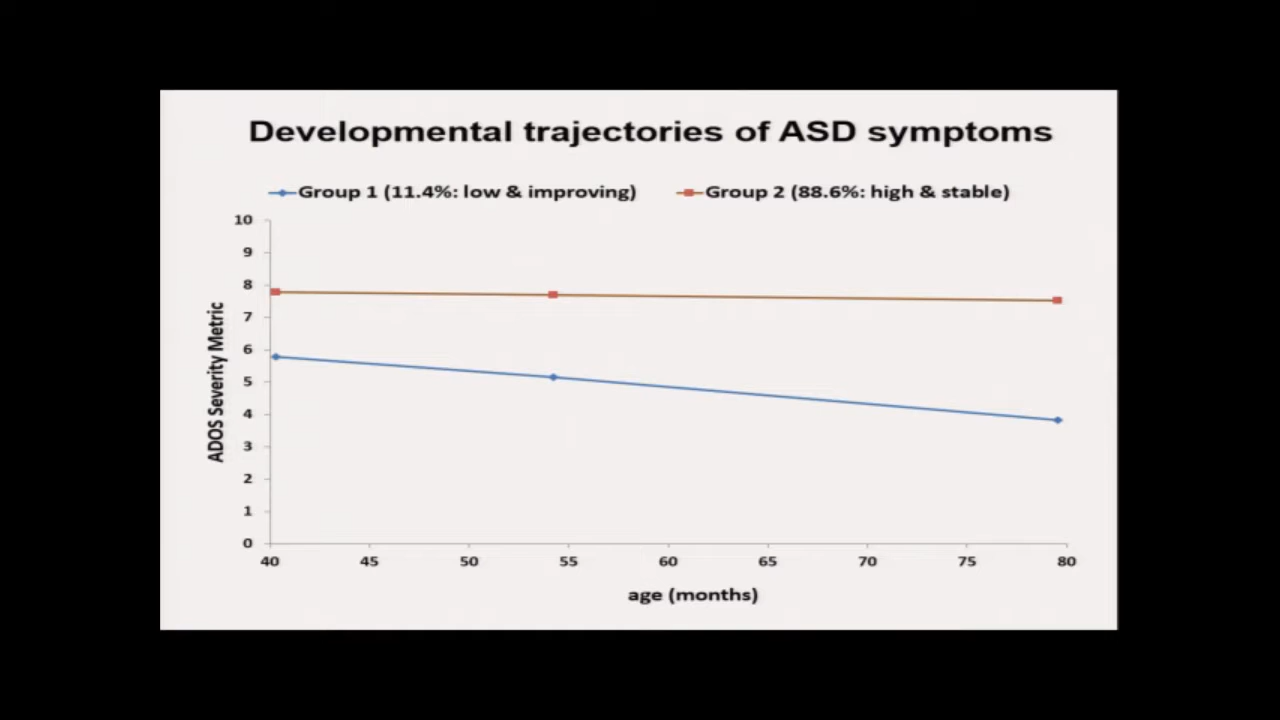 Developmental trajectories of ASD symptoms
Group 1 (11.4%: low & improving) Group 2 (88.6%: high & stable)
10
9
8
7
6
5
4
3
2
1
0
ADOS Severity Metric
40 45 50 55 60 65 70 75 80
age (months)